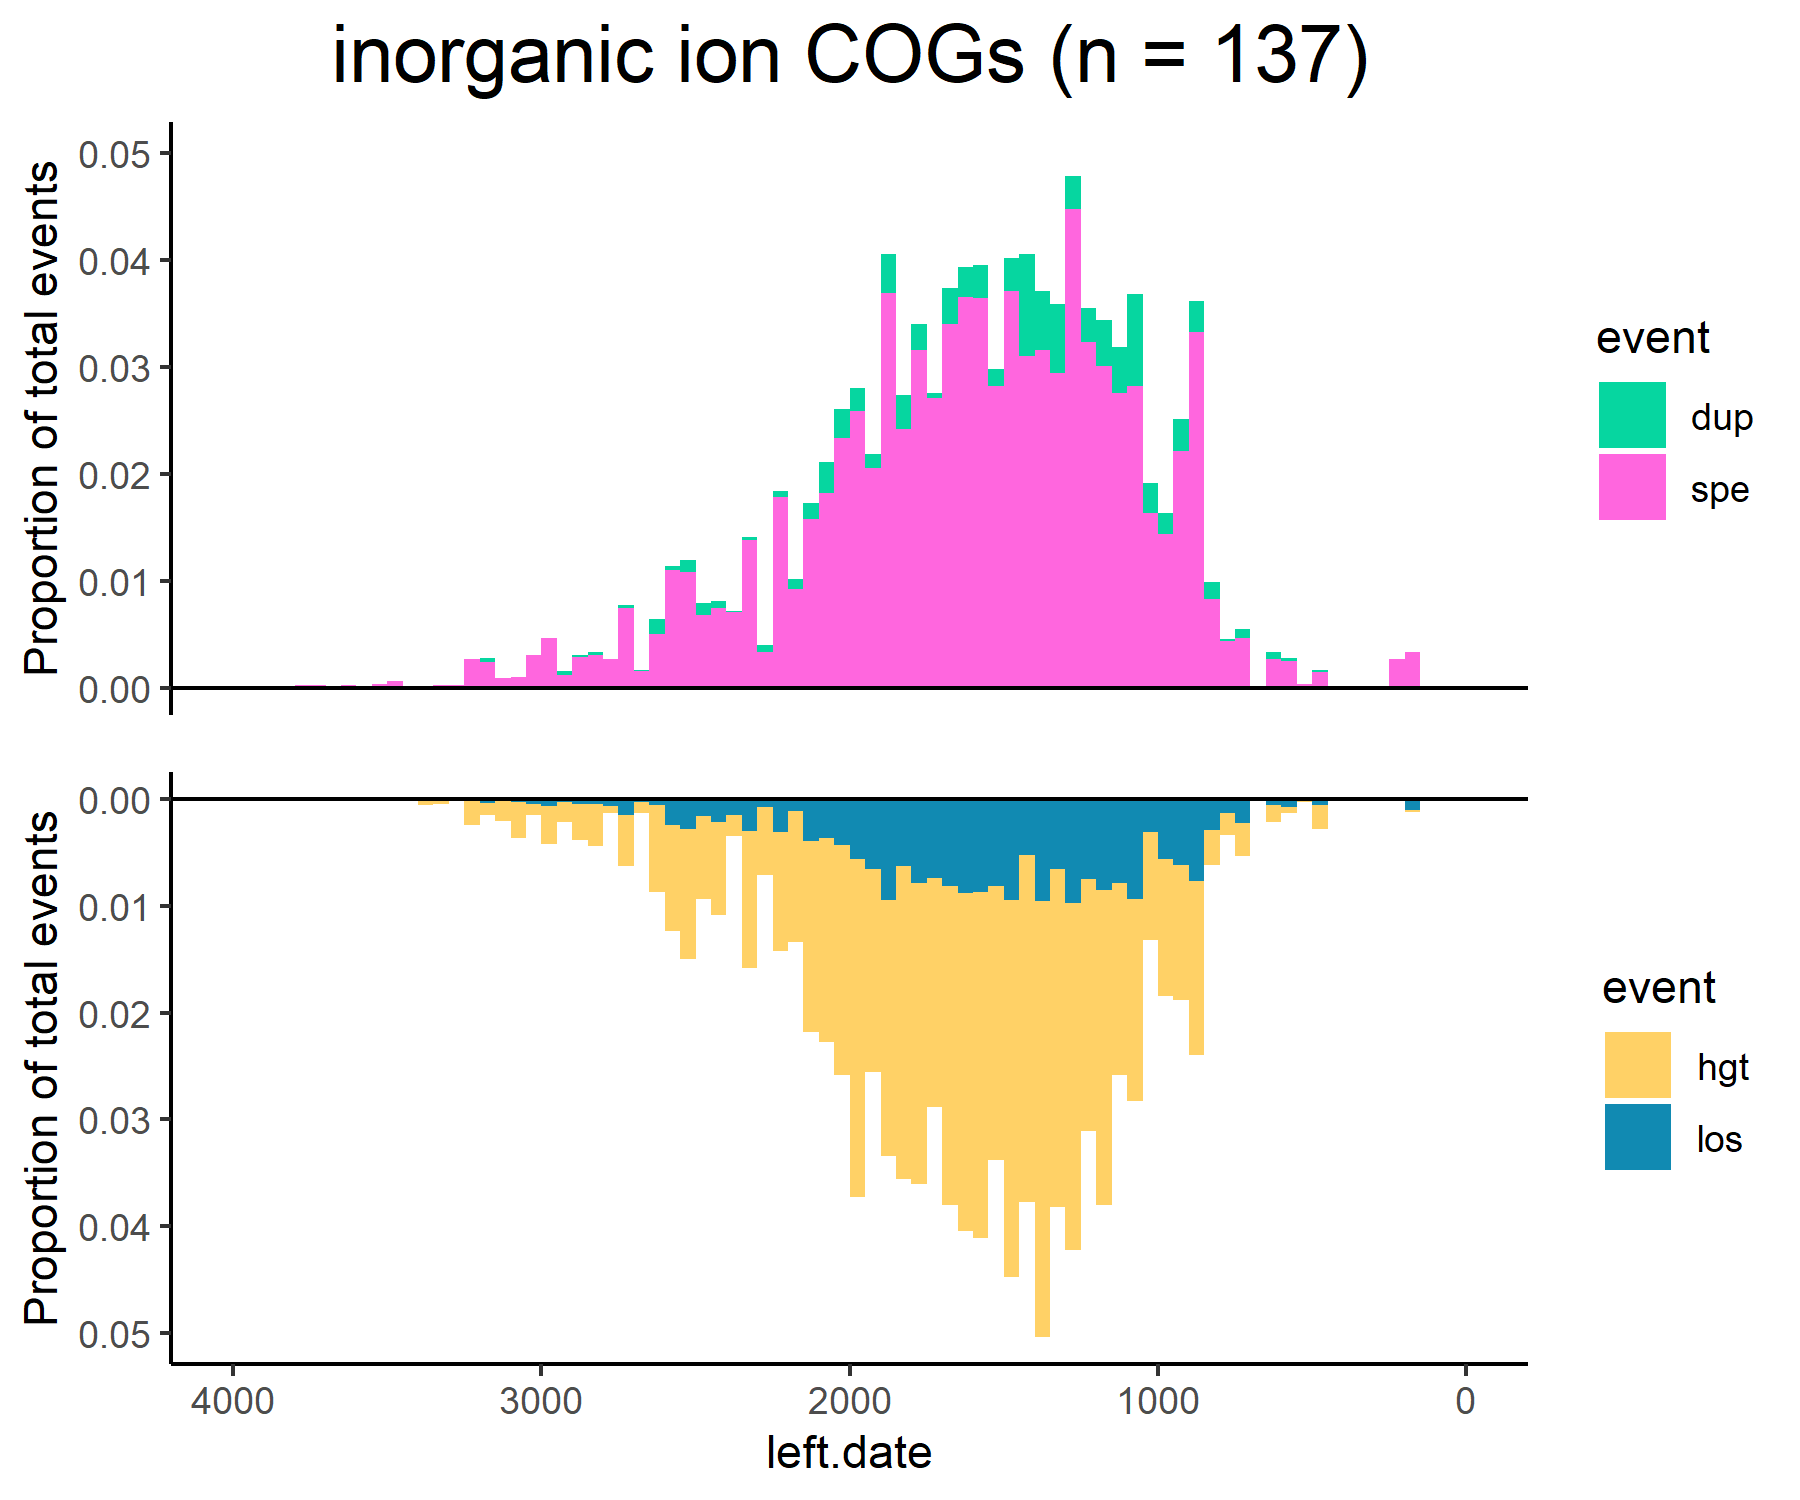 inorganic ion COGs (n = 137)
Proportion of total events
0.05
0.04
0.03
0.02
0.01
0.00
event
dup
spe
Proportion of total events
0.00
0.01
0.02
0.03
0.04
0.05
event
hgt
los
4000 3000 2000 1000 0
left.date